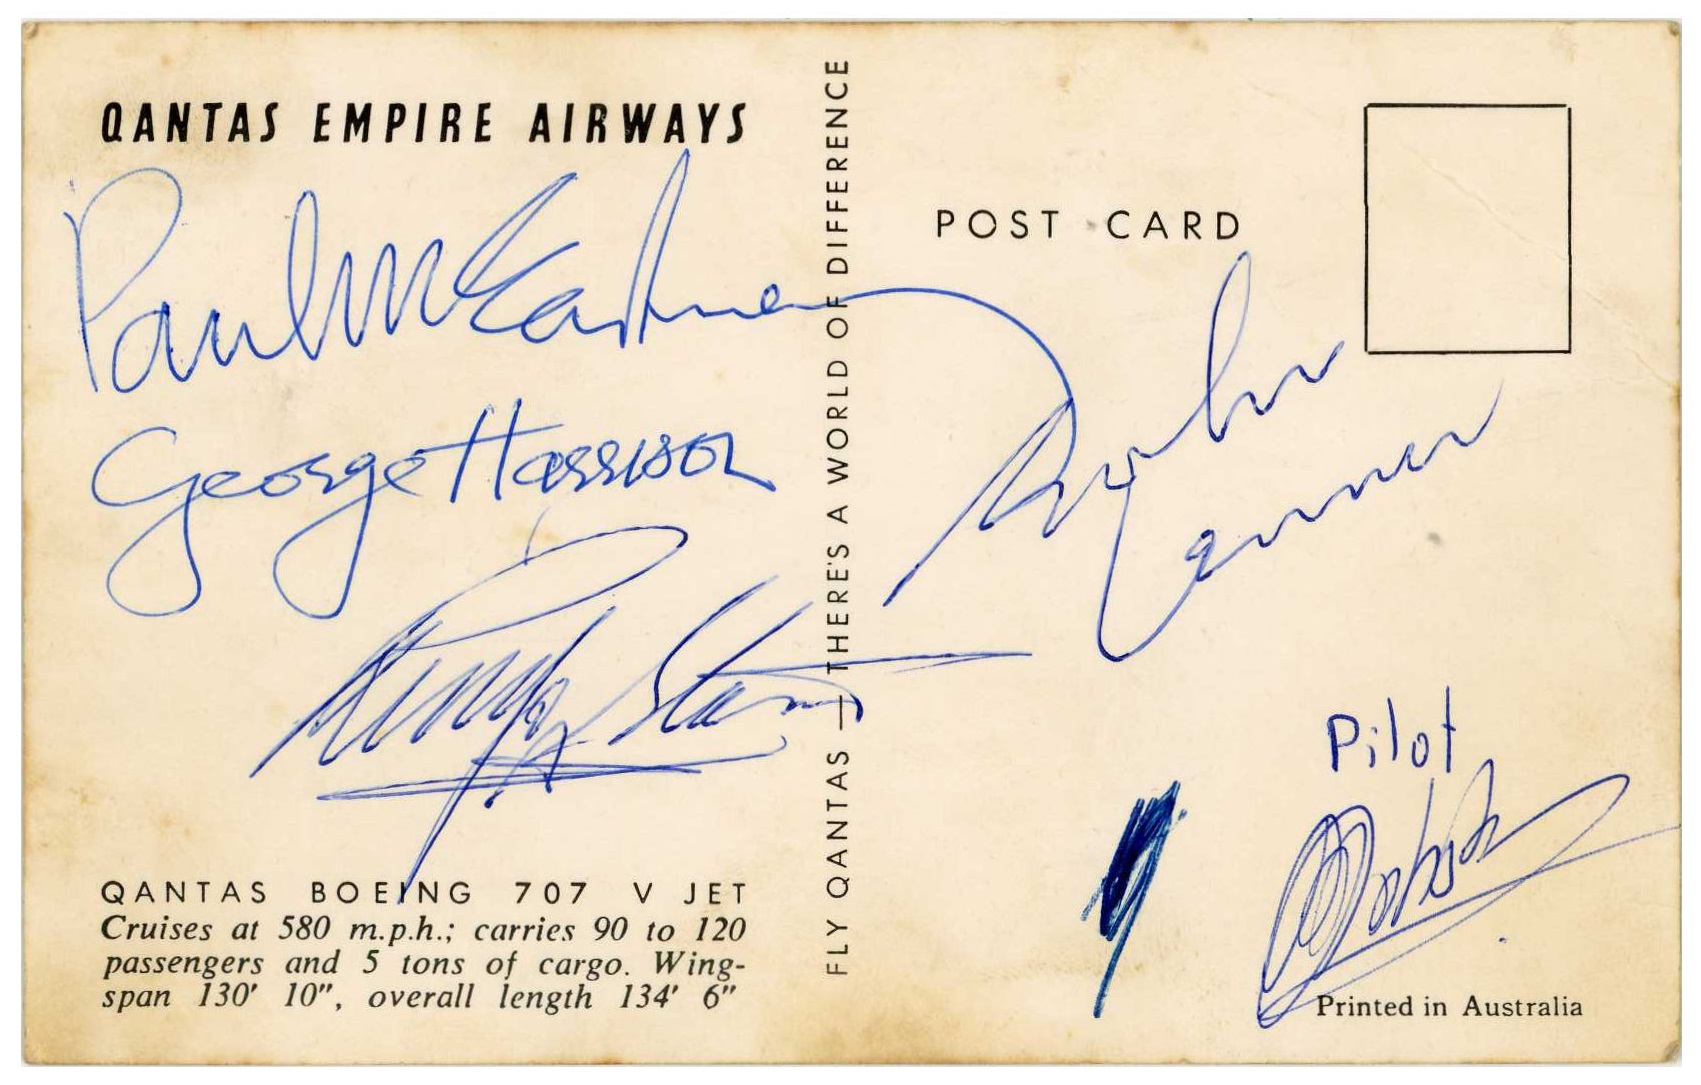 QANTAS EMPIRE AIRWAYS
Paul McCartney
George Harrison
Ringo Starr
QANTAS BOEING 707 V JET
Cruises at 580 m.p.h.; carries 90 to 120
passengers and 5 tons of cargo. Wing-
span 130' 10", overall length 134' 6"
FLY QANTAS — THERE'S A WORLD OF DIFFERENCE
POST CARD
John
Lennon
Pilot
Printed in Australia